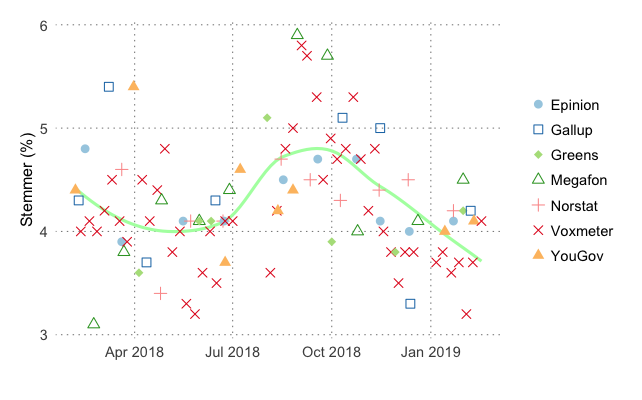 6
5
4
3
Stemmer (%)
Apr 2018
Jul 2018
Oct 2018
Jan 2019
Epinion
Gallup
Greens
Megafon
Norstat
Voxmeter
YouGov